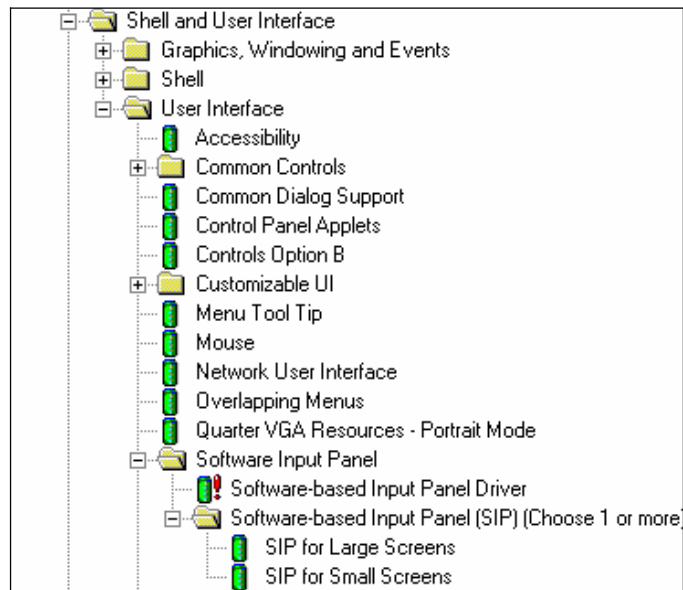 Shell and User Interface
Graphics, Windowing and Events
Shell
User Interface
Accessibility
Common Controls
Common Dialog Support
Control Panel Applets
Controls Option B
Customizable UI
Menu Tool Tip
Mouse
Network User Interface
Overlapping Menus
Quarter VGA Resources - Portrait Mode
Software Input Panel
Software-based Input Panel Driver
Software-based Input Panel (SIP) (Choose 1 or more)
SIP for Large Screens
SIP for Small Screens